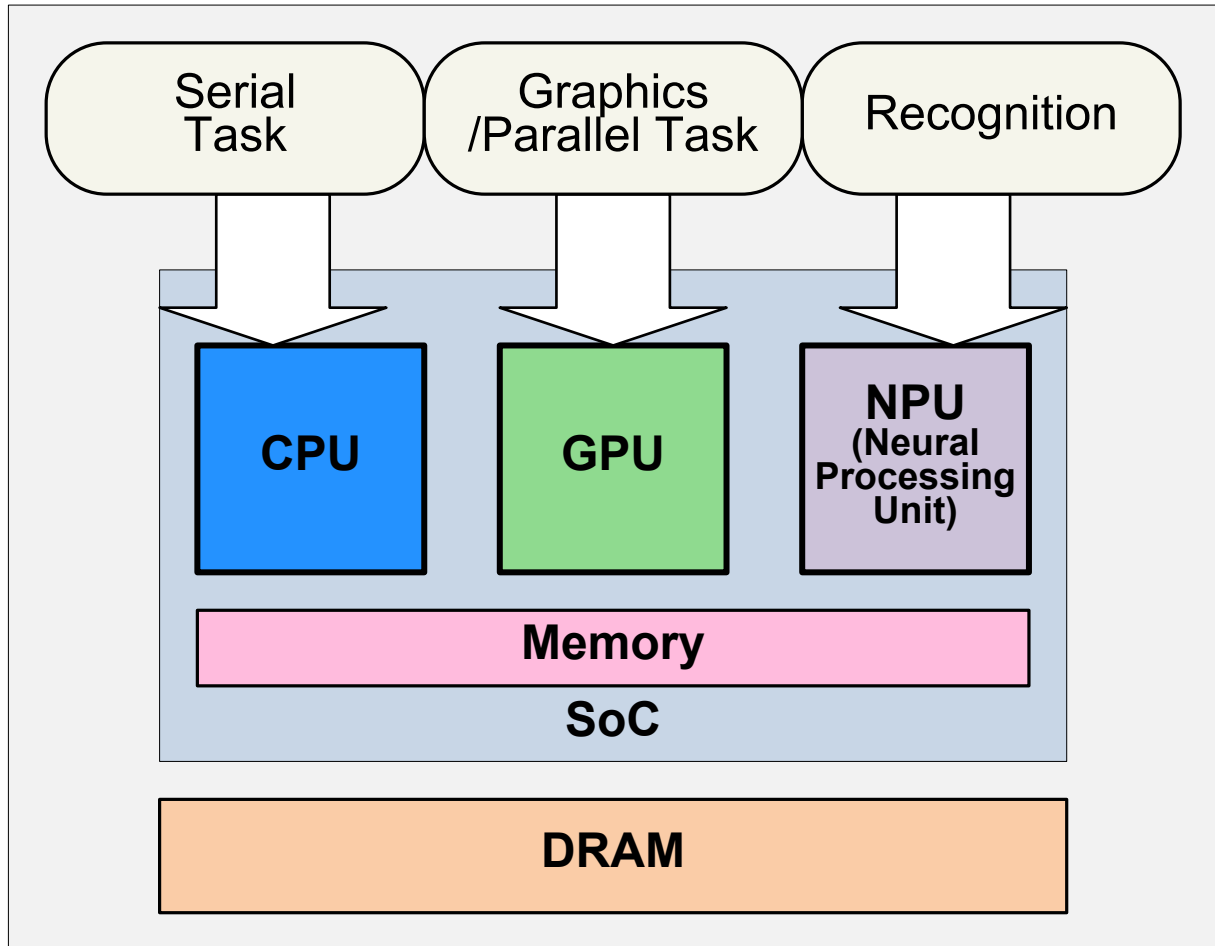 Serial
Task
Graphics
/Parallel Task
Recognition
CPU
GPU
NPU
(Neural
Processing
Unit)
Memory
SoC
DRAM